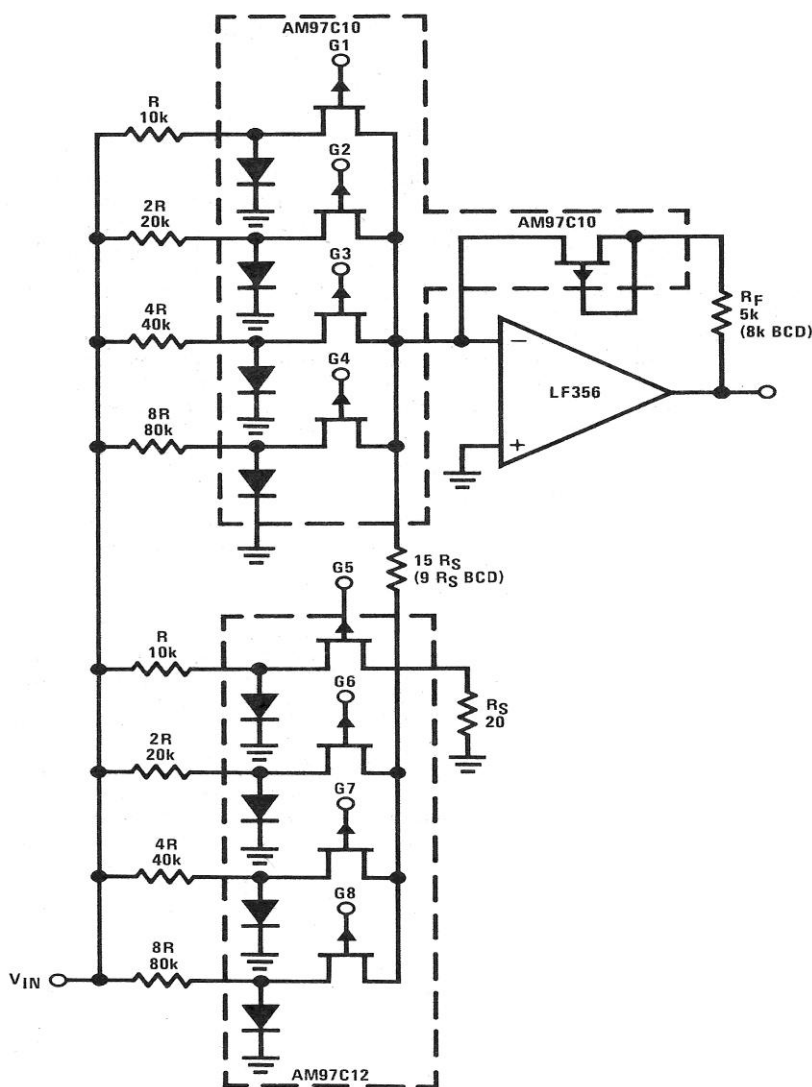 AM97C10
G1
R
10k
G2
2R
20k
AM97C10
G3
4R
40k
RF
5k
(8k BCD)
G4
−
LF356
8R
80k
+
15 RS
(9 RS BCD)
G5
R
10k
G6
RS
20
2R
20k
G7
4R
40k
G8
8R
80k
VIN
AM97C12